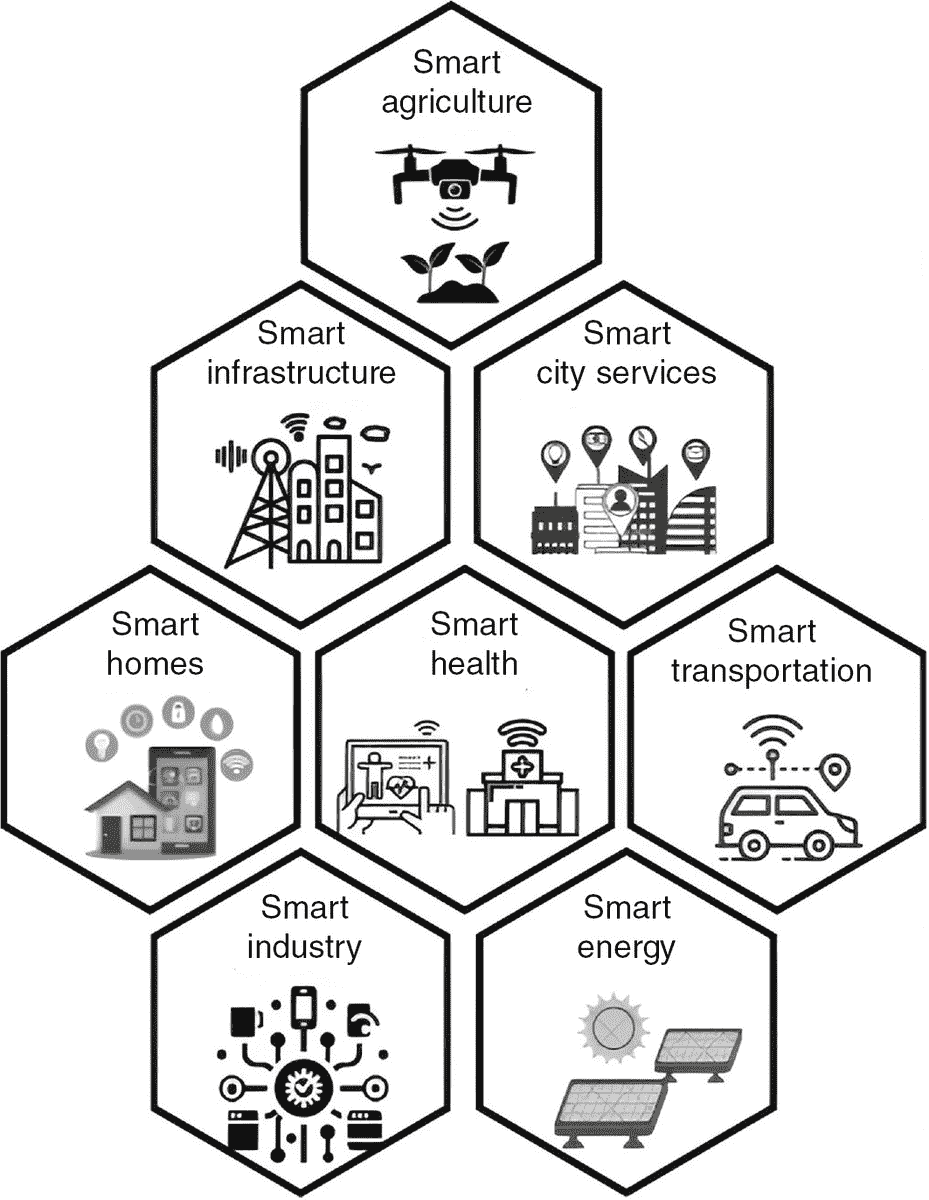 Smart
agriculture
Smart
infrastructure
Smart
city services
Smart
homes
Smart
health
Smart
transportation
Smart
industry
Smart
energy